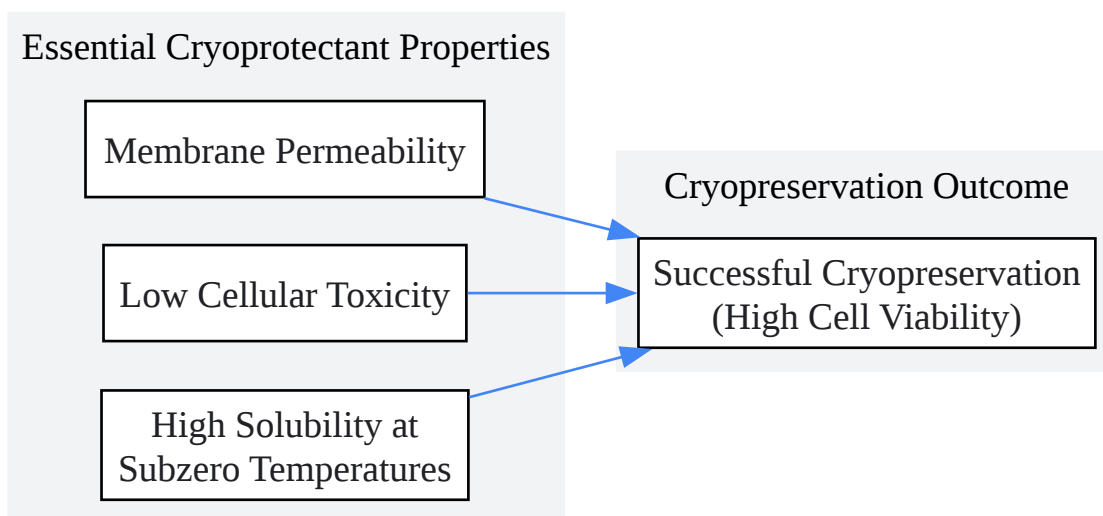 Essential Cryoprotectant Properties
Membrane Permeability
Low Cellular Toxicity
High Solubility at
Subzero Temperatures
Cryopreservation Outcome
Successful Cryopreservation
(High Cell Viability)